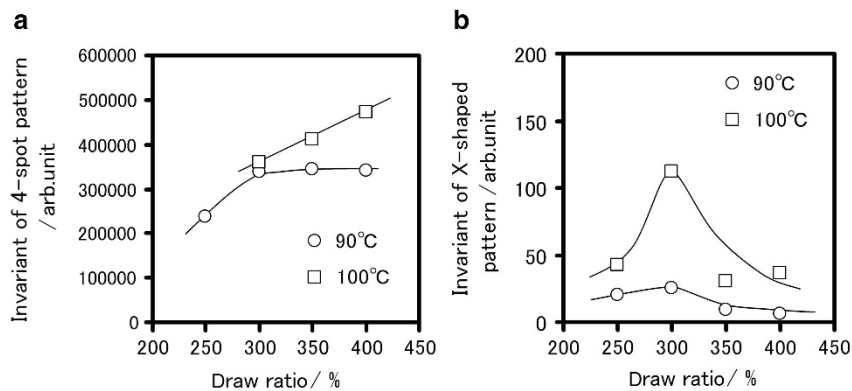 a
Invariant of 4-spot pattern
/ arb.unit
600000
500000
400000
300000
200000
100000
0
90℃
100℃
200 250 300 350 400 450
Draw ratio/ %
b
Invariant of X-shaped
pattern / arb.unit
200
150
100
50
0
90℃
100℃
200 250 300 350 400 450
Draw ratio/ %